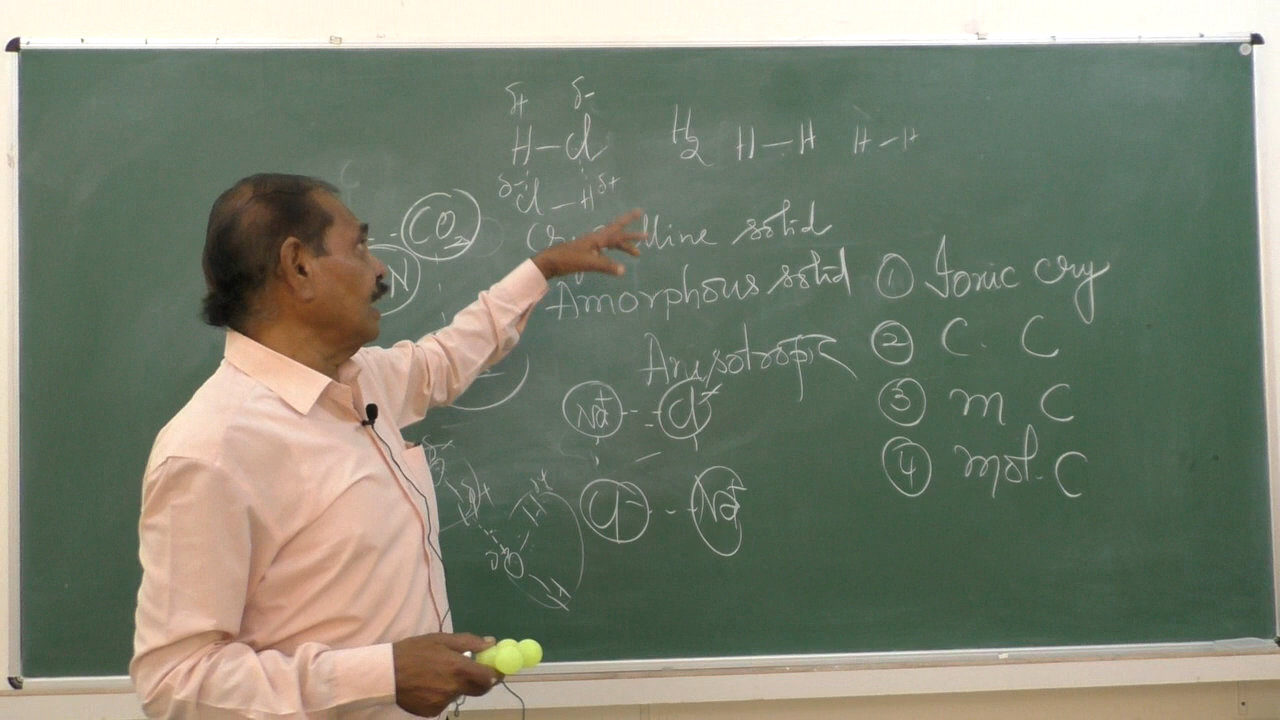 δ+ δ-
H-Cl H2 H-H H-H
δ- Cl-H δ+
CO2
N
solid
Amorphous solid
Anisotropic
Na+ Cl-
Cl- Na+
① Ionic cry
② C. C
③ m C
④ mol. C